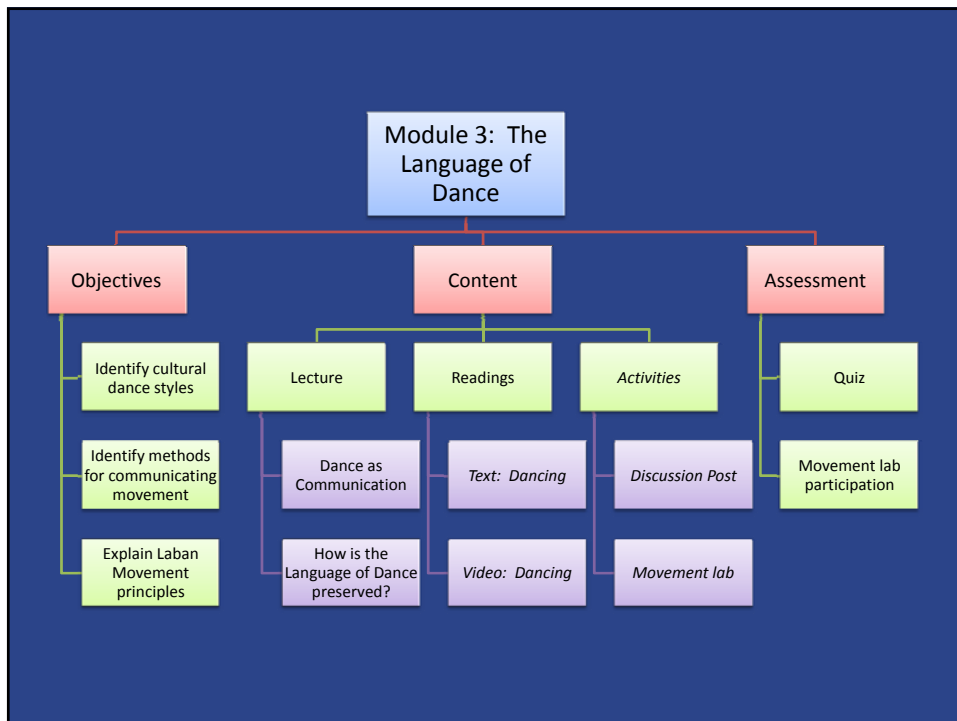 Module 3:  The
Language of
Dance
Objectives
Content
Assessment
Identify cultural
dance styles
Lecture
Readings
Activities
Quiz
Identify methods
for communicating
movement
Dance as
Communication
Text:  Dancing
Discussion Post
Movement lab
participation
Explain Laban
Movement
principles
How is the
Language of Dance
preserved?
Video:  Dancing
Movement lab